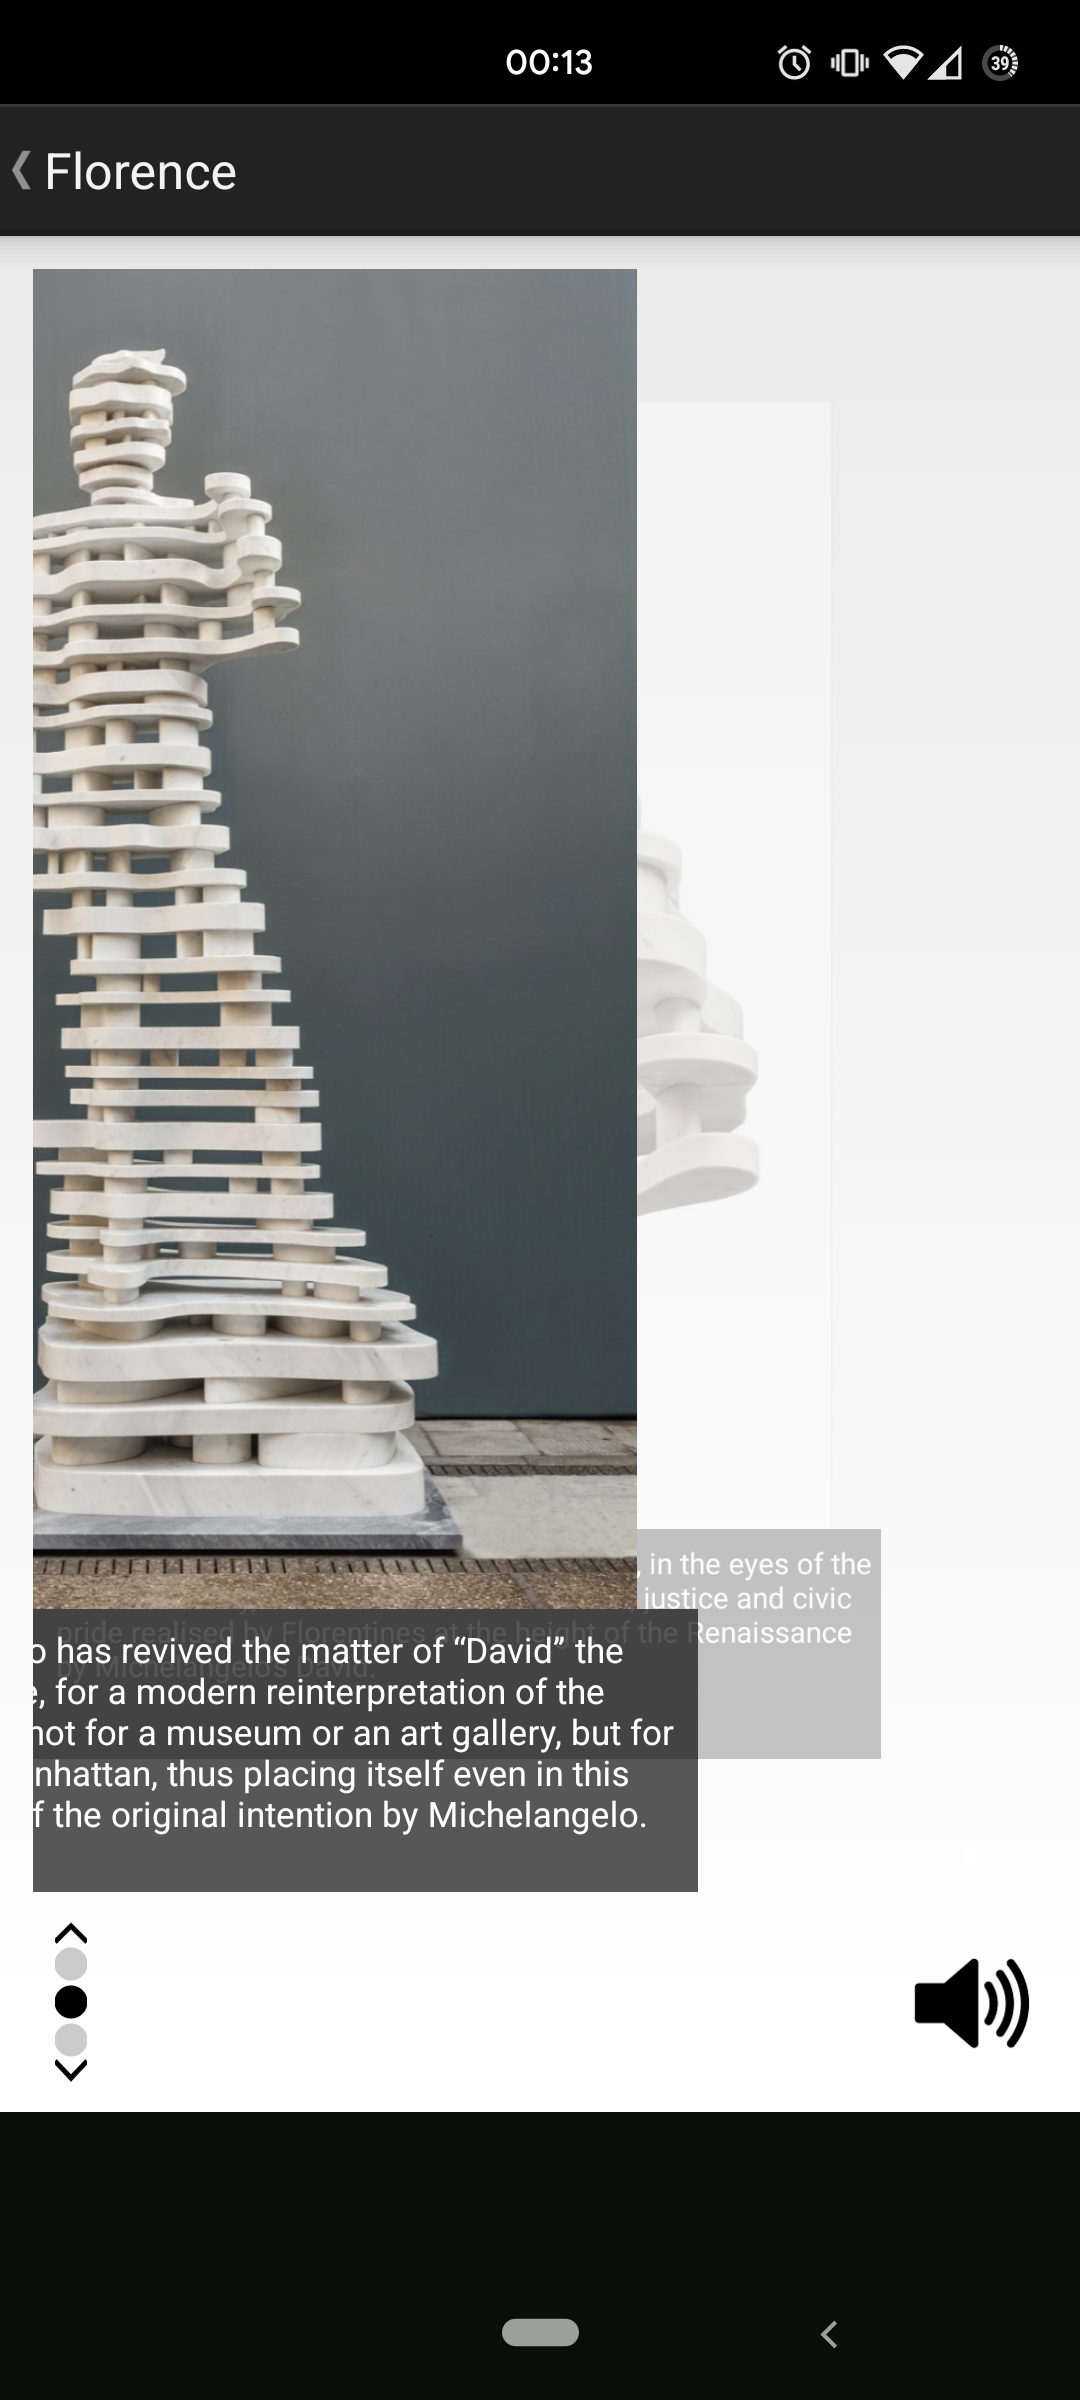 00:13
39
Florence
in the eyes of the
justice and civic
pride realised by Florentines at the height of the Renaissance
by Michelangelo's David.
o has revived the matter of “David” the
e, for a modern reinterpretation of the
not for a museum or an art gallery, but for
nhattan, thus placing itself even in this
f the original intention by Michelangelo.